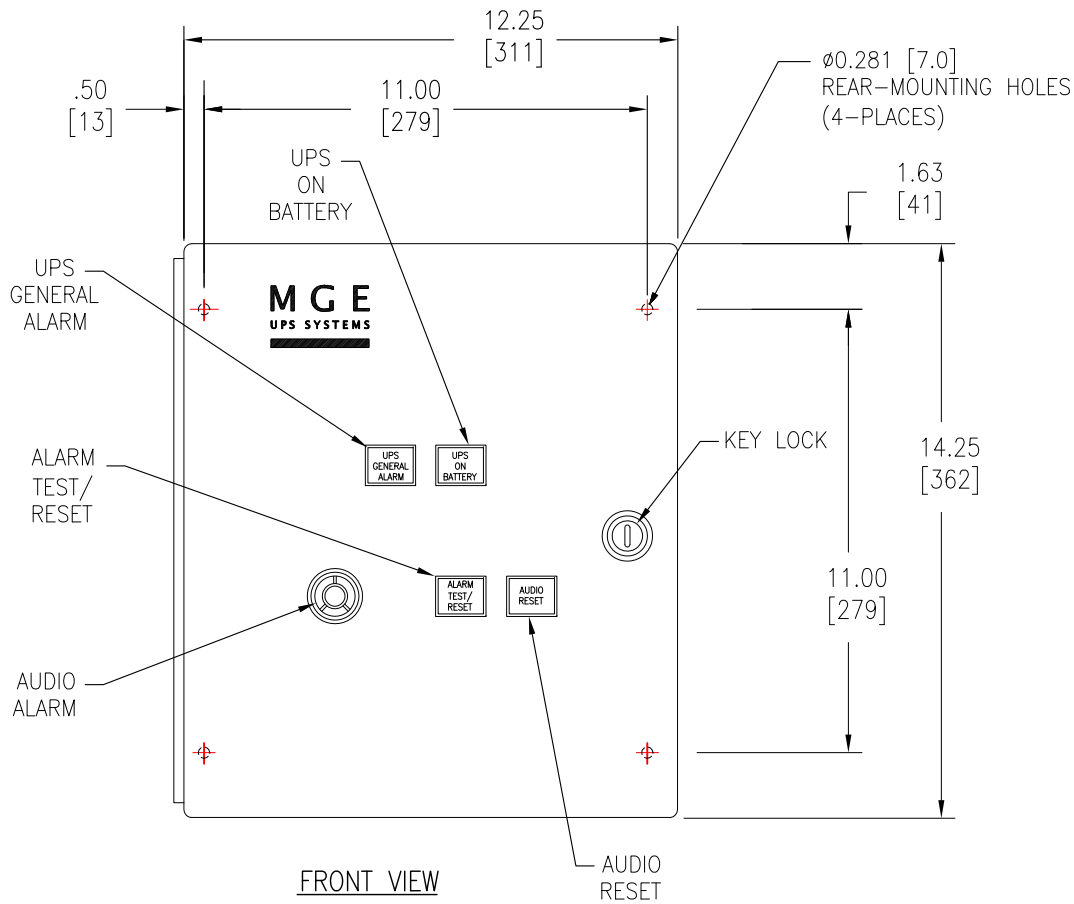 12.25
[311]
.50
[13]
11.00
[279]
ø0.281 [7.0]
REAR-MOUNTING HOLES
(4-PLACES)
UPS
ON
BATTERY
1.63
[41]
UPS
GENERAL
ALARM
MGE
UPS SYSTEMS
ALARM
TEST/
RESET
UPS
GENERAL
ALARM
UPS
ON
BATTERY
KEY LOCK
14.25
[362]
ALARM
TEST/
RESET
AUDIO
RESET
11.00
[279]
AUDIO
ALARM
AUDIO
RESET
FRONT VIEW